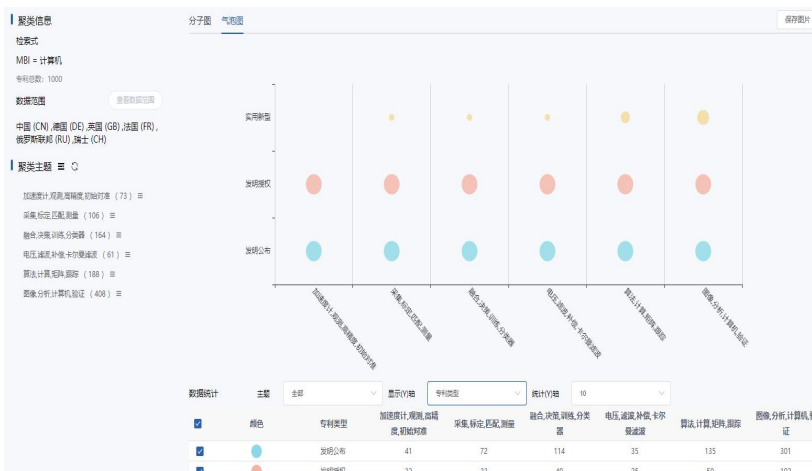 聚类信息
检索式
MBI = 计算机
专利总数：1000
数据范围
查看数据范围
中国 (CN) ,德国 (DE) ,英国 (GB) ,法国 (FR) ,
俄罗斯联邦 (RU) ,瑞士 (CH)
聚类主题
加速度计,观测,高精度,初始对准 （73）
采集,标定,匹配,测量 （106）
融合,决策,训练,分类器 （164）
电压,滤波,补偿,卡尔曼滤波 （61）
算法,计算,矩阵,跟踪 （188）
图像,分析,计算机,验证 （408）
分子图 气泡图
保存图片
实用新型
发明授权
发明公布
加速度计,观测,高精度,初始对准
采集,标定,匹配,测量
融合,决策,训练,分类器
电压,滤波,补偿,卡尔曼滤波
算法,计算,矩阵,跟踪
图像,分析,计算机,验证
数据统计 主题 全部 显示(Y)轴 专利类型 统计(Y)轴 10
颜色 专利类型 加速度计,观测,高精度,初始对准 采集,标定,匹配,测量 融合,决策,训练,分类器 电压,滤波,补偿,卡尔曼滤波 算法,计算,矩阵,跟踪 图像,分析,计算机,验证
发明公布 41 72 114 35 135 301